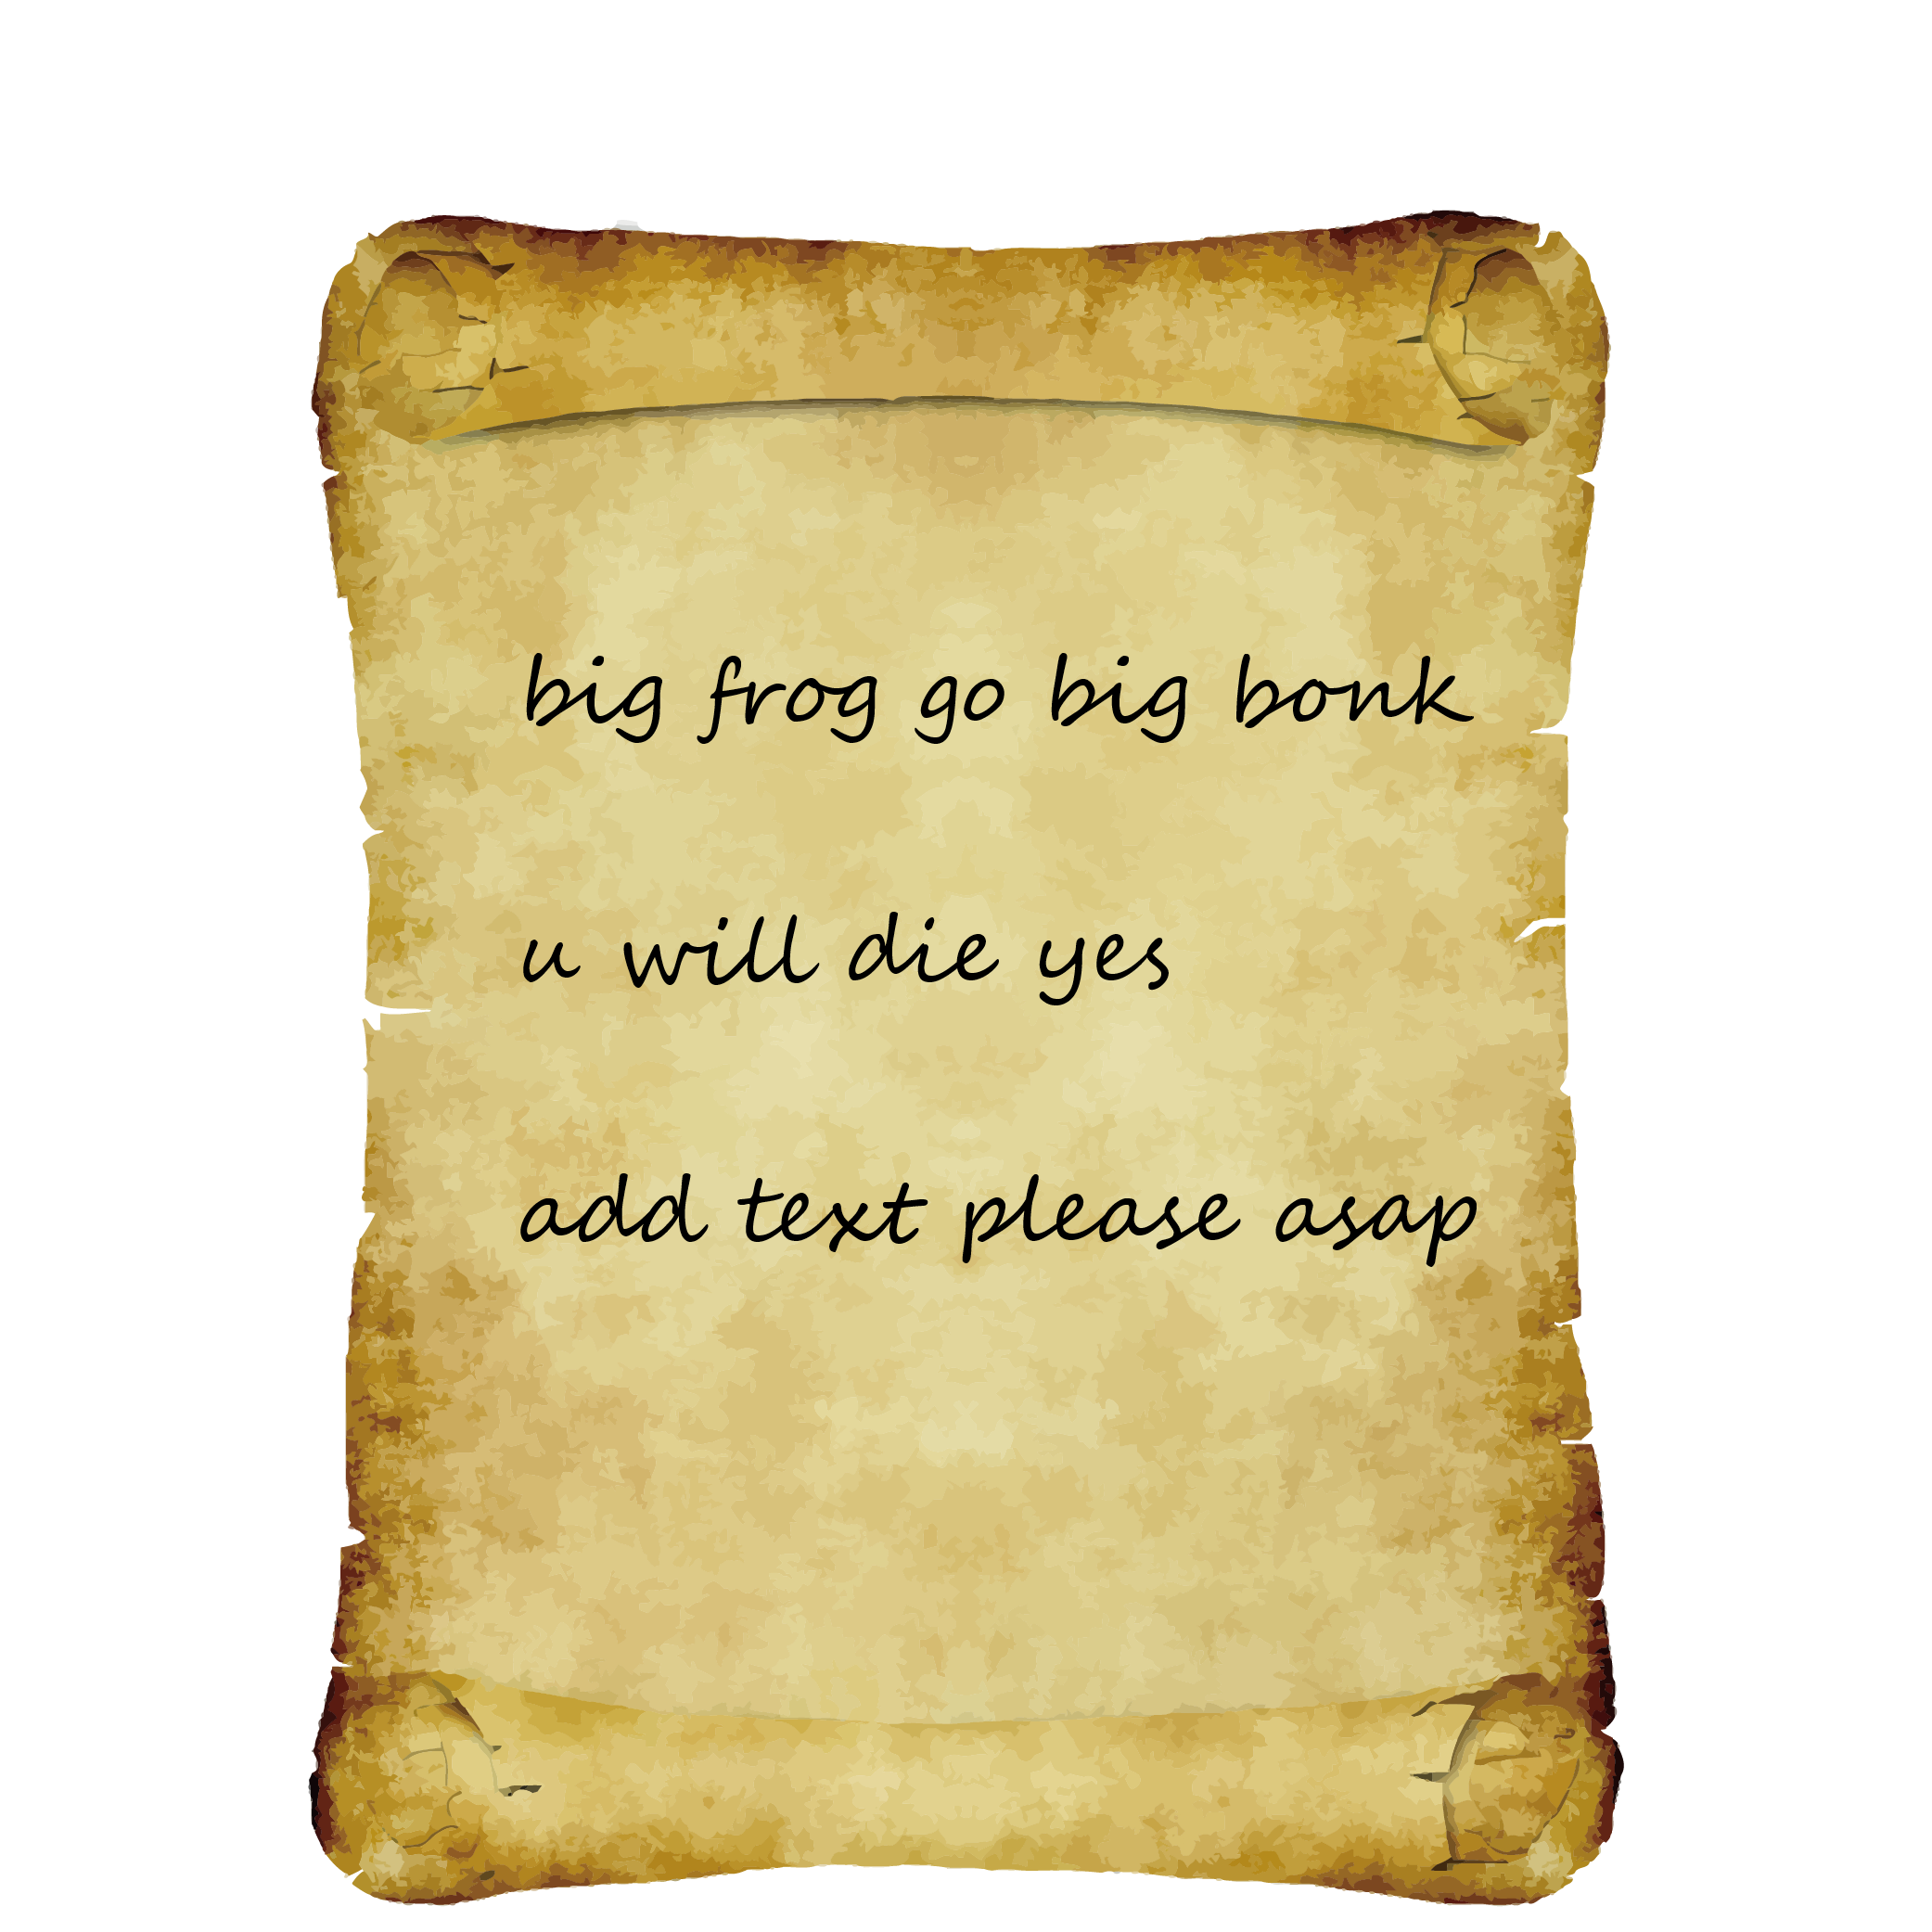 big frog go big bonk
u will die yes
add text please asap